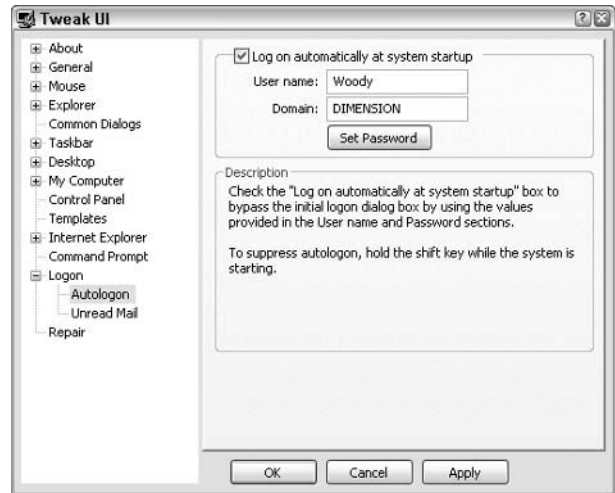 Tweak UI
About
General
Mouse
Explorer
Common Dialogs
Taskbar
Desktop
My Computer
Control Panel
Templates
Internet Explorer
Command Prompt
Logon
Autologon
Unread Mail
Repair
Log on automatically at system startup
User name: Woody
Domain: DIMENSION
Set Password
Description
Check the "Log on automatically at system startup" box to
bypass the initial logon dialog box by using the values
provided in the User name and Password sections.
To suppress autologon, hold the shift key while the system is
starting.
OK Cancel Apply